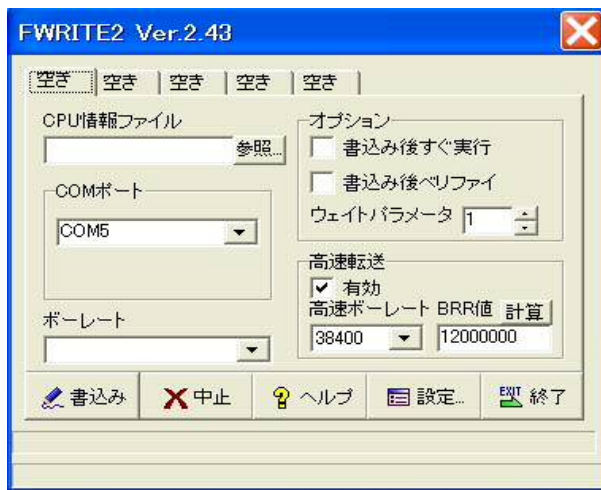 FWRITE2 Ver.2.43
空き 空き 空き 空き 空き
CPU情報ファイル
参照...
COMポート
COM5
ボーレート
オプション
書込み後すぐ実行
書込み後ベリファイ
ウェイトパラメータ 1
高速転送
有効
高速ボーレート BRR値 計算
38400 12000000
書込み 中止 ヘルプ 設定... EXIT 終了